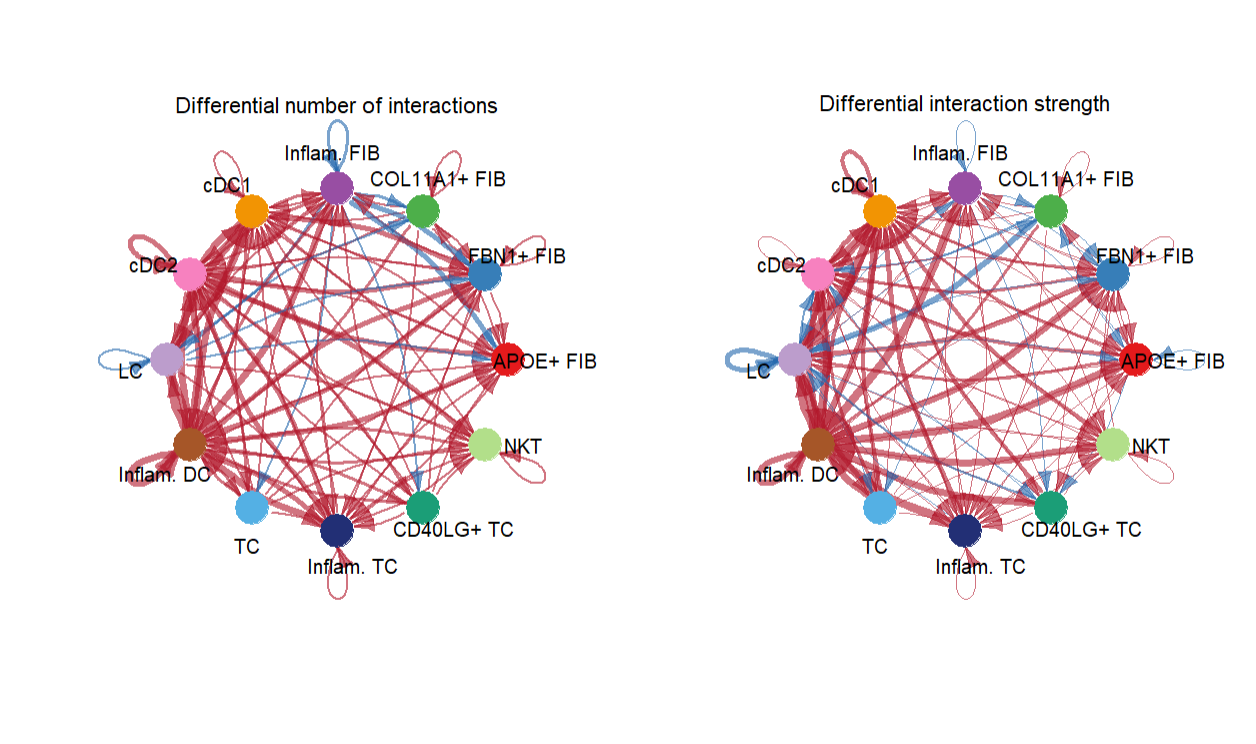 Differential number of interactions
Inflam. FIB
cDC1
COL11A1+ FIB
cDC2
FBN1+ FIB
LC
APOE+ FIB
Inflam. DC
NKT
TC
CD40LG+ TC
Inflam. TC
Differential interaction strength
Inflam. FIB
cDC1
COL11A1+ FIB
cDC2
FBN1+ FIB
LC
APOE+ FIB
Inflam. DC
NKT
TC
CD40LG+ TC
Inflam. TC